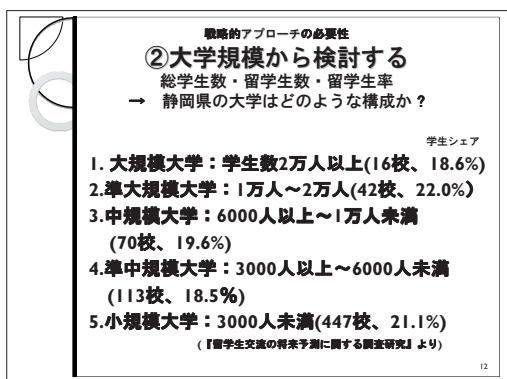 戦略的アプローチの必要性
②大学規模から検討する
総学生数・留学生数・留学生率
→ 静岡県の大学はどのような構成か？
学生シェア
1. 大規模大学：学生数2万人以上(16校、18.6%)
2.準大規模大学：1万人～2万人(42校、22.0%）
3.中規模大学：6000人以上～1万人未満
(70校、19.6%)
4.準中規模大学：3000人以上～6000人未満
(113校、18.5％)
5.小規模大学：3000人未満(447校、21.1%)
(『留学生交流の将来予測に関する調査研究』より)
12